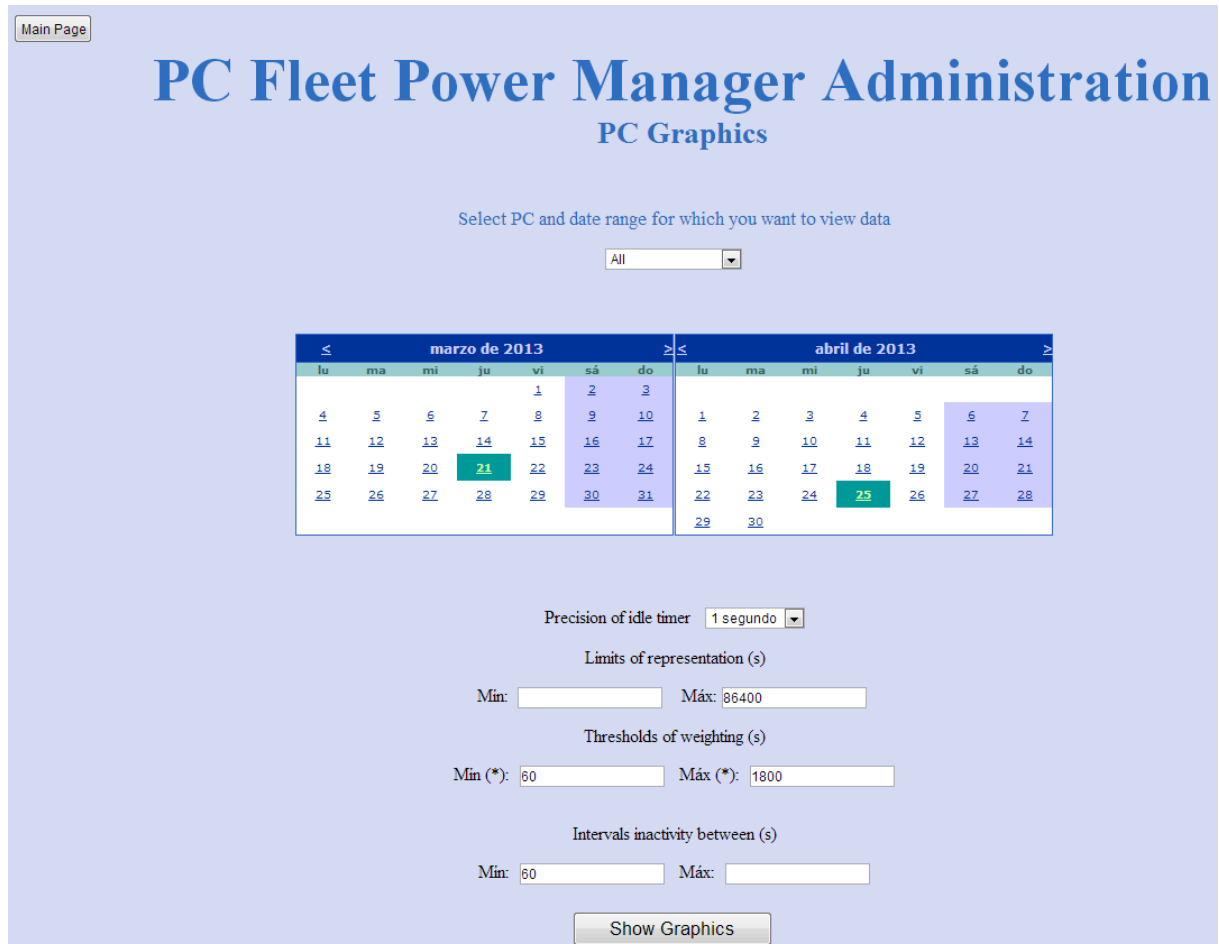 Main Page
PC Fleet Power Manager Administration
PC Graphics
Select PC and date range for which you want to view data
All
< marzo de 2013 > < abril de 2013 >
lu ma mi ju vi sá do lu ma mi ju vi sá do
1 2 3
4 5 6 7 8 9 10 1 2 3 4 5 6 7
11 12 13 14 15 16 17 8 9 10 11 12 13 14
18 19 20 21 22 23 24 15 16 17 18 19 20 21
25 26 27 28 29 30 31 22 23 24 25 26 27 28
29 30
Precision of idle timer 1 segundo
Limits of representation (s)
Min: Máx: 86400
Thresholds of weighting (s)
Min (*): 60 Máx (*): 1800
Intervals inactivity between (s)
Min: 60 Máx:
Show Graphics